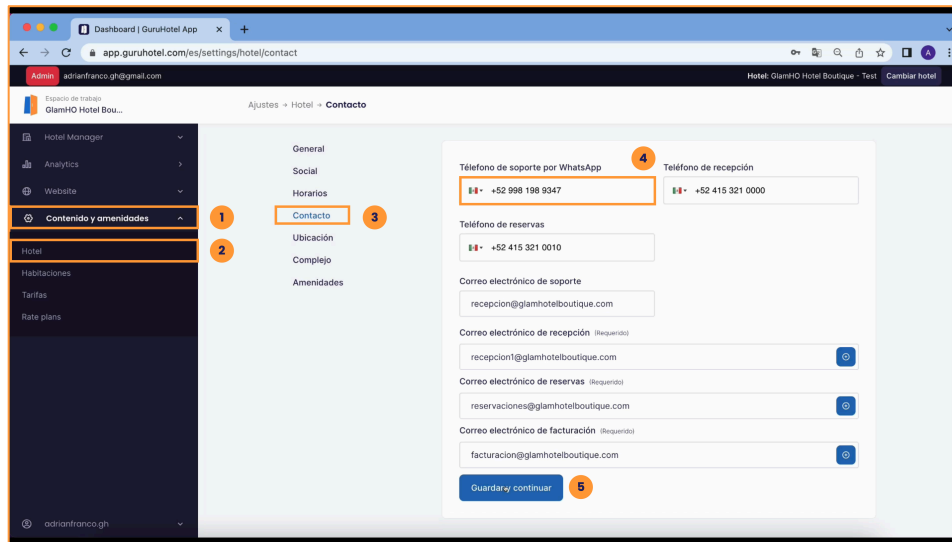 Dashboard | GuruHotel App
app.guruhotel.com/es/settings/hotel/contact
A
Admin adrianfranco.gh@gmail.com
Hotel: GlamHO Hotel Boutique - Test Cambiar hotel
Espacio de trabajo
GlamHO Hotel Bou...
Ajustes → Hotel → Contacto
Hotel Manager
Analytics
Website
Contenido y amenidades 1
Hotel 2
Habitaciones
Tarifas
Rate plans
adrianfranco.gh
General
Social
Horarios
Contacto 3
Ubicación
Complejo
Amenidades
Télefono de soporte por WhatsApp 4
+52 998 198 9347
Teléfono de recepción
+52 415 321 0000
Teléfono de reservas
+52 415 321 0010
Correo electrónico de soporte
recepcion@glamhotelboutique.com
Correo electrónico de recepción (Requerido)
recepcion1@glamhotelboutique.com
Correo electrónico de reservas (Requerido)
reservaciones@glamhotelboutique.com
Correo electrónico de facturación (Requerido)
facturacion@glamhotelboutique.com
Guardar y continuar 5